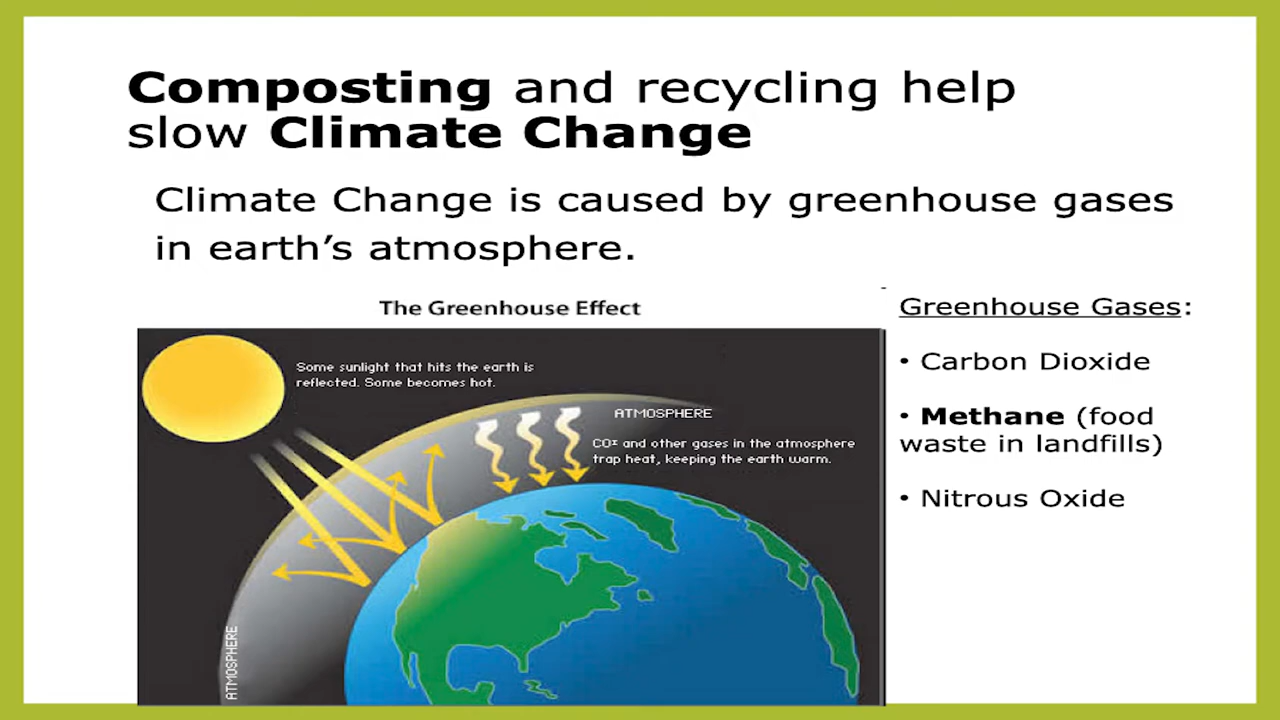 Composting and recycling help
slow Climate Change
Climate Change is caused by greenhouse gases
in earth’s atmosphere.
The Greenhouse Effect
Some sunlight that hits the earth is
reflected. Some becomes hot.
ATMOSPHERE
CO² and other gases in the atmosphere
trap heat, keeping the earth warm.
ATMOSPHERE
Greenhouse Gases:
• Carbon Dioxide
• Methane (food
waste in landfills)
• Nitrous Oxide